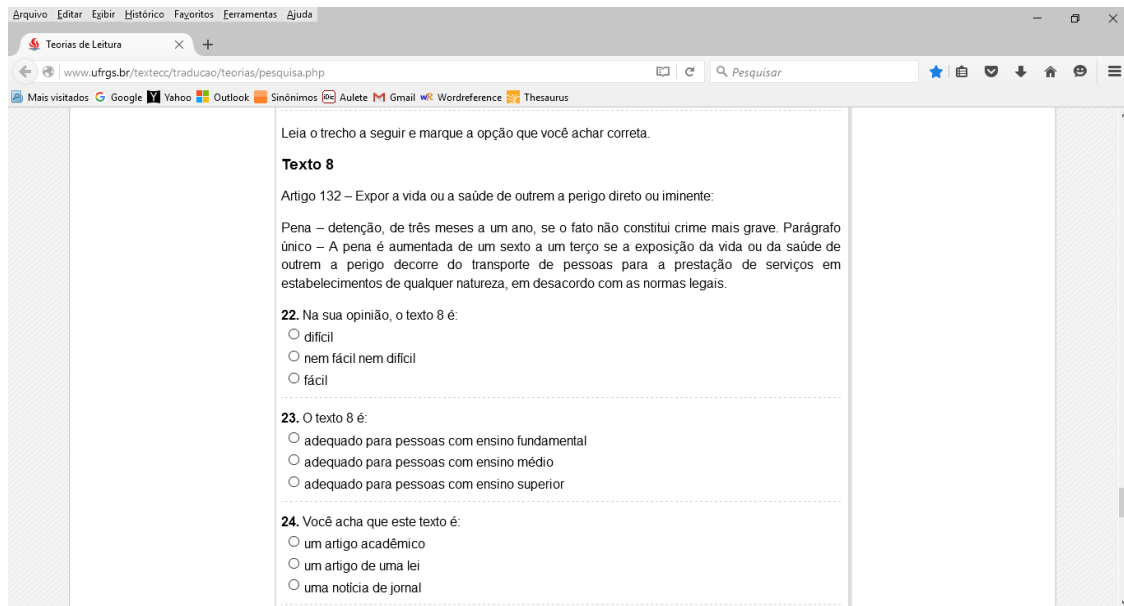 Arquivo Editar Exibir Histórico Favoritos Ferramentas Ajuda
Teorias de Leitura
www.ufrgs.br/textecc/traducao/teorias/pesquisa.php
Pesquisar
Mais visitados Google Yahoo Outlook Sinônimos Aulete Gmail Wordreference Thesaurus
Leia o trecho a seguir e marque a opção que você achar correta.
Texto 8
Artigo 132 – Expor a vida ou a saúde de outrem a perigo direto ou iminente:
Pena – detenção, de três meses a um ano, se o fato não constitui crime mais grave. Parágrafo
único – A pena é aumentada de um sexto a um terço se a exposição da vida ou da saúde de
outrem a perigo decorre do transporte de pessoas para a prestação de serviços em
estabelecimentos de qualquer natureza, em desacordo com as normas legais.
22. Na sua opinião, o texto 8 é:
difícil
nem fácil nem difícil
fácil
23. O texto 8 é:
adequado para pessoas com ensino fundamental
adequado para pessoas com ensino médio
adequado para pessoas com ensino superior
24. Você acha que este texto é:
um artigo acadêmico
um artigo de uma lei
uma notícia de jornal